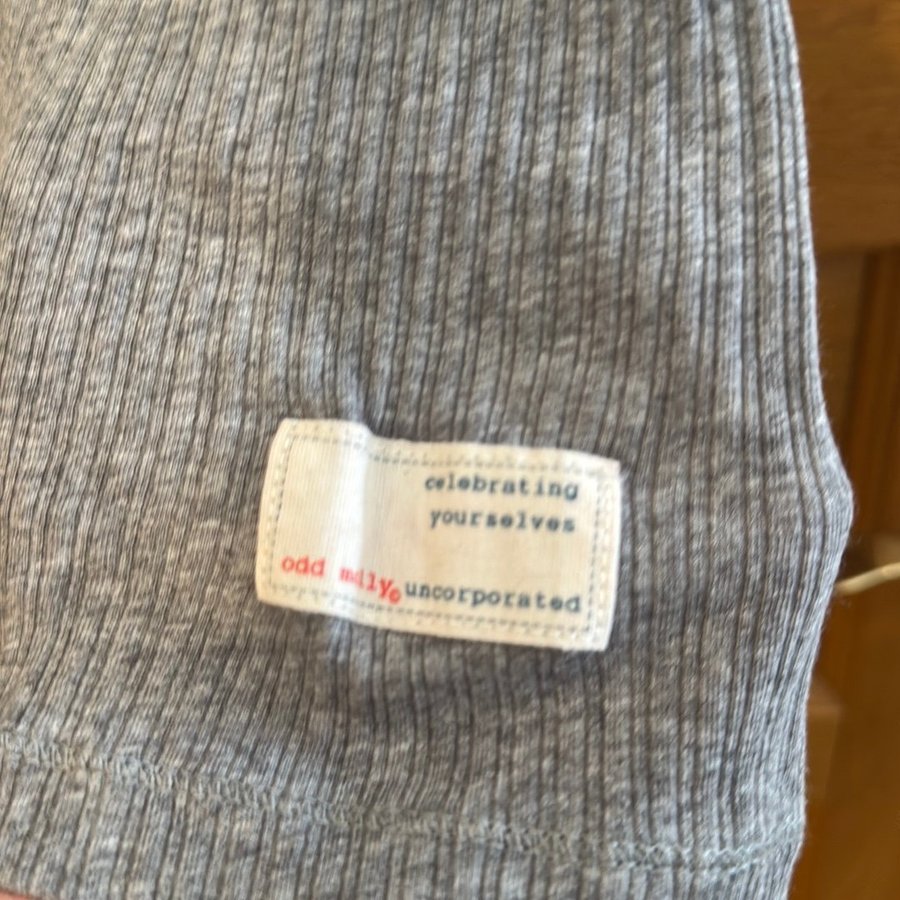 celebrating
yourselves
odd molly© uncorporated